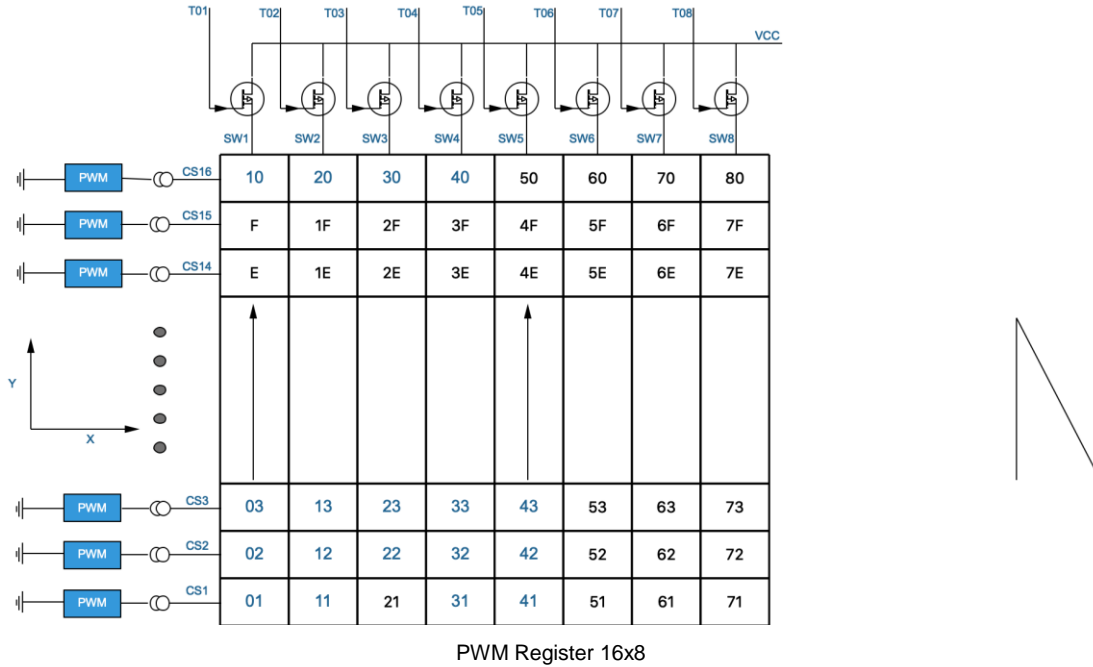 T01 T02 T03 T04 T05 T06 T07 T08
VCC
SW1 SW2 SW3 SW4 SW5 SW6 SW7 SW8
PWM CS16 10 20 30 40 50 60 70 80
PWM CS15 F 1F 2F 3F 4F 5F 6F 7F
PWM CS14 E 1E 2E 3E 4E 5E 6E 7E
Y
X
PWM CS3 03 13 23 33 43 53 63 73
PWM CS2 02 12 22 32 42 52 62 72
PWM CS1 01 11 21 31 41 51 61 71
PWM Register 16x8